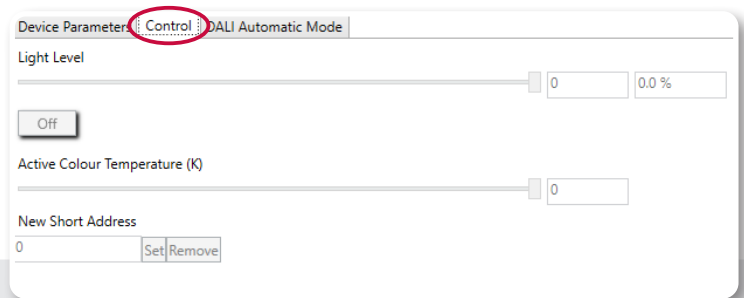 Device Parameters Control DALI Automatic Mode
Light Level
0 0.0 %
Off
Active Colour Temperature (K)
0
New Short Address
0 Set Remove